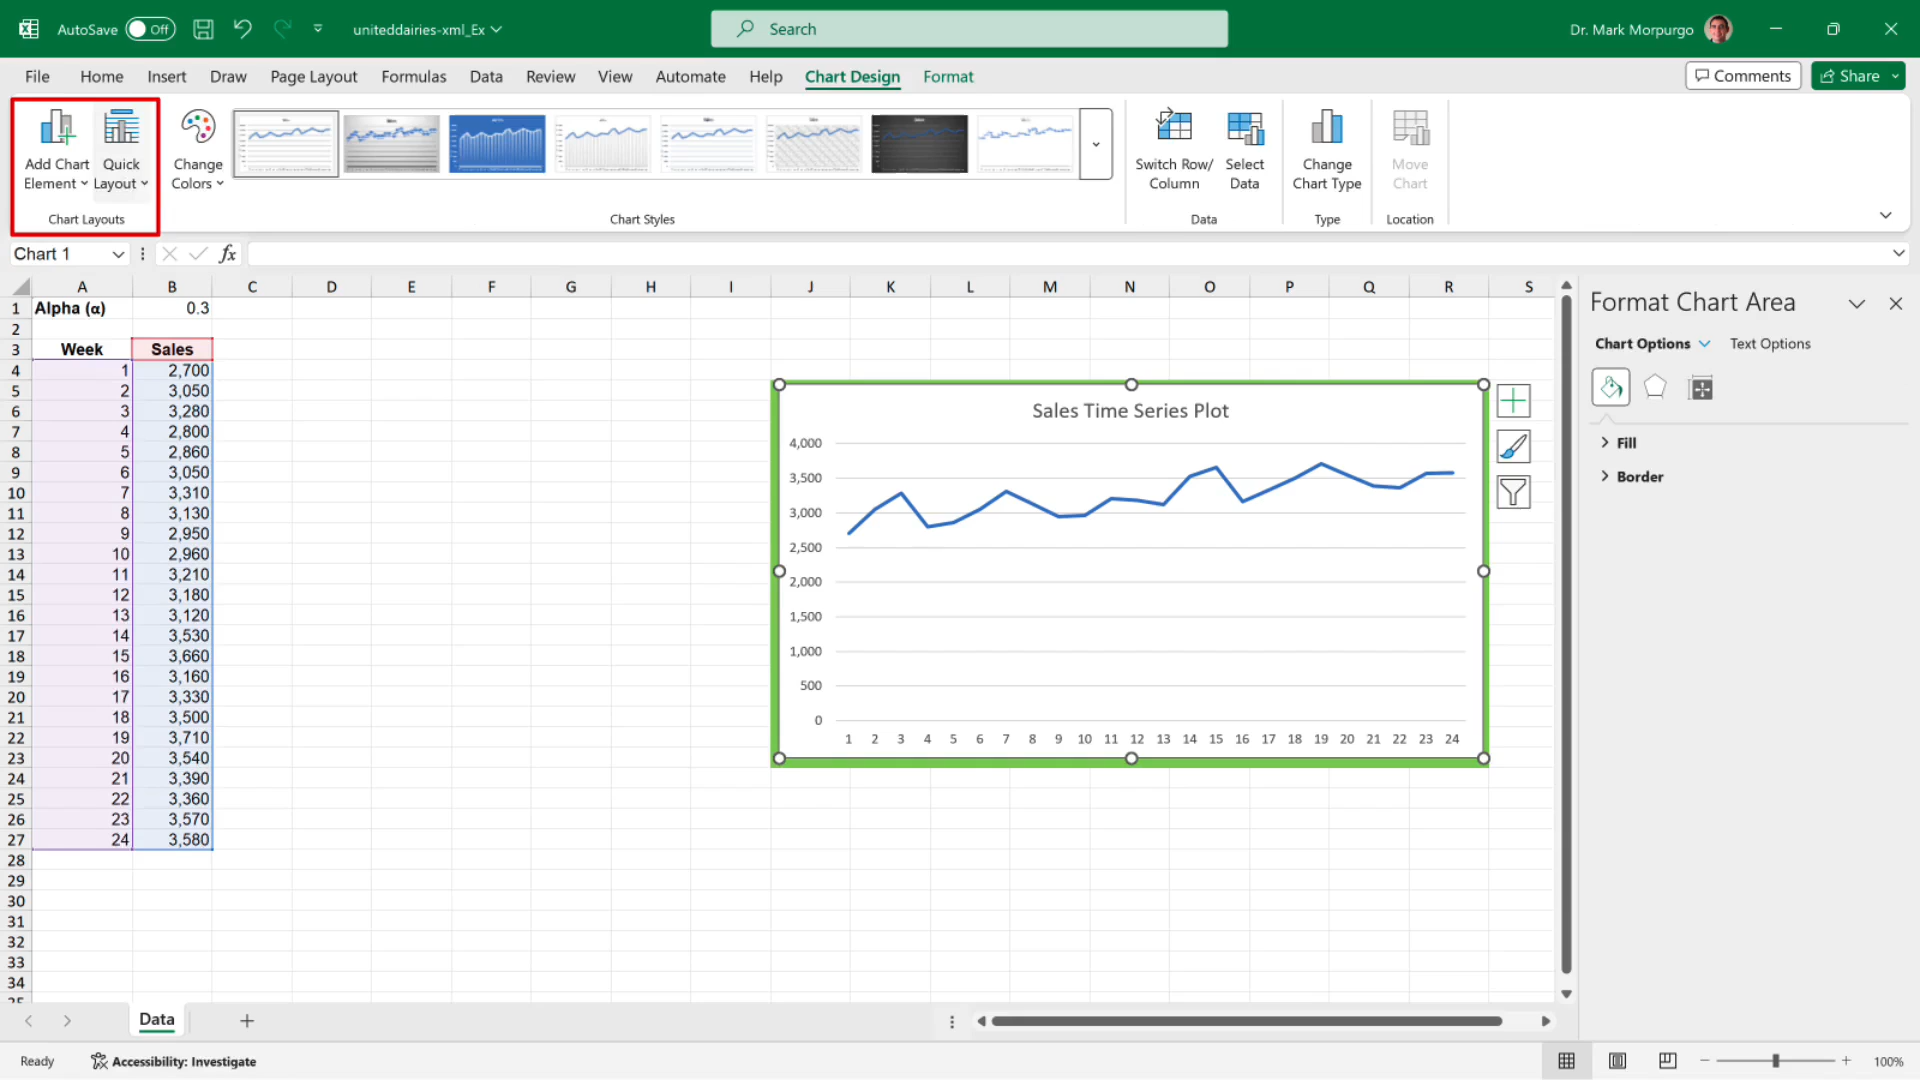 AutoSave Off uniteddairies-xml_Ex Search Dr. Mark Morpurgo
File Home Insert Draw Page Layout Formulas Data Review View Automate Help Chart Design Format Comments Share
Add Chart Element Quick Layout Change Colors Switch Row/ Column Select Data Change Chart Type Move Chart
Chart Layouts Chart Styles Data Type Location
Chart 1 fx
A B C D E F G H I J K L M N O P Q R S
1 Alpha (α) 0.3
2
3 Week Sales
4 1 2,700
5 2 3,050
6 3 3,280
7 4 2,800
8 5 2,860
9 6 3,050
10 7 3,310
11 8 3,130
12 9 2,950
13 10 2,960
14 11 3,210
15 12 3,180
16 13 3,120
17 14 3,530
18 15 3,660
19 16 3,160
20 17 3,330
21 18 3,500
22 19 3,710
23 20 3,540
24 21 3,390
25 22 3,360
26 23 3,570
27 24 3,580
28
29
30
31
32
33
34
Sales Time Series Plot
4,000
3,500
3,000
2,500
2,000
1,500
1,000
500
0
1 2 3 4 5 6 7 8 9 10 11 12 13 14 15 16 17 18 19 20 21 22 23 24
Format Chart Area
Chart Options Text Options
Fill
Border
Data
Ready Accessibility: Investigate 100%